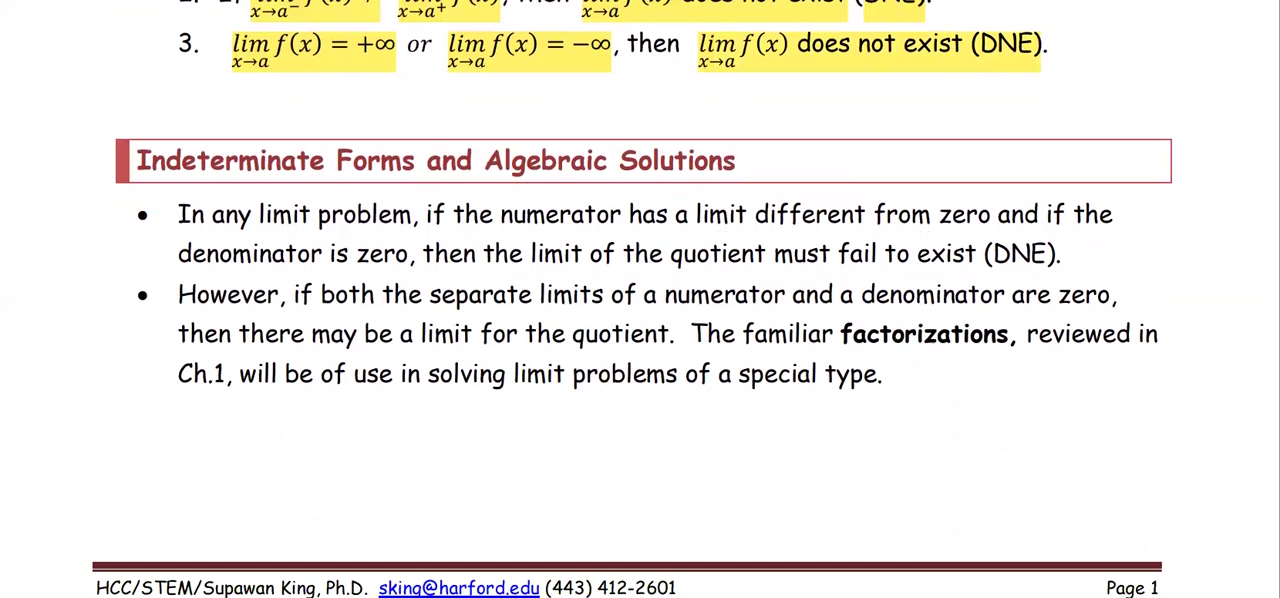 then does not exist (DNE).
3. lim f(x) = +∞ or lim f(x) = −∞, then lim f(x) does not exist (DNE).
x→a x→a x→a
Indeterminate Forms and Algebraic Solutions
• In any limit problem, if the numerator has a limit different from zero and if the
denominator is zero, then the limit of the quotient must fail to exist (DNE).
• However, if both the separate limits of a numerator and a denominator are zero,
then there may be a limit for the quotient. The familiar factorizations, reviewed in
Ch.1, will be of use in solving limit problems of a special type.
HCC/STEM/Supawan King, Ph.D. sking@harford.edu (443) 412-2601 Page 1